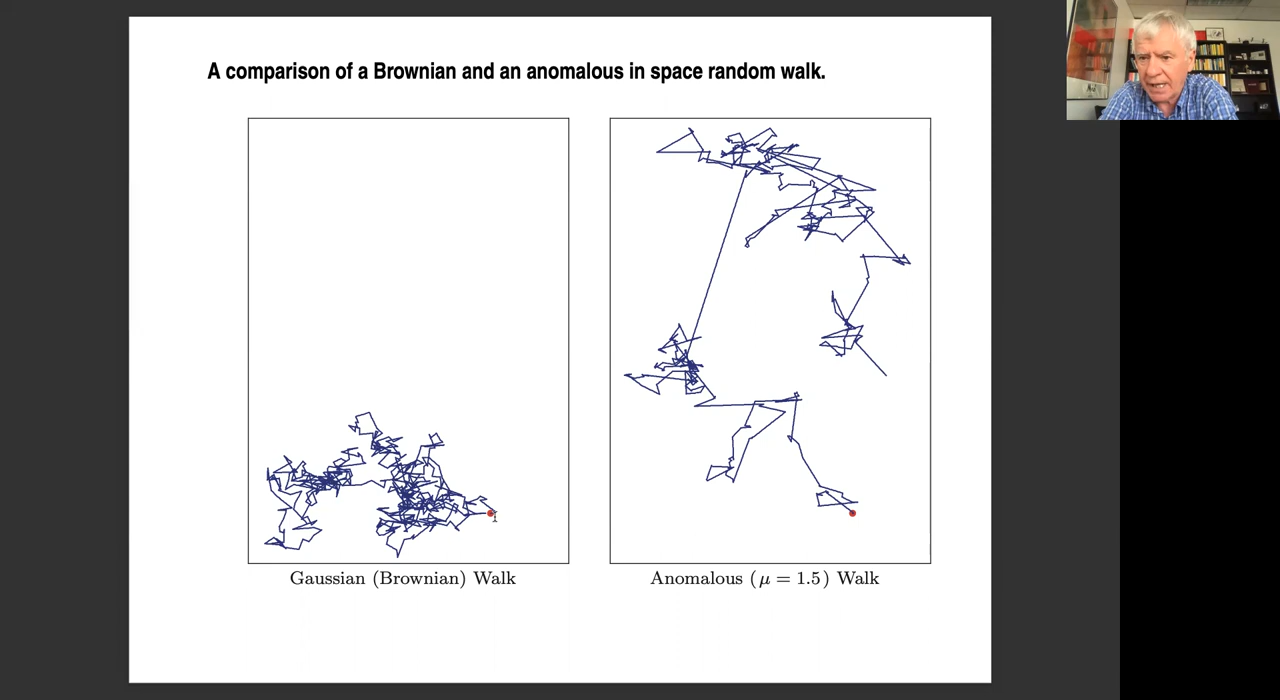 A comparison of a Brownian and an anomalous in space random walk.
Gaussian (Brownian) Walk
Anomalous (μ = 1.5) Walk